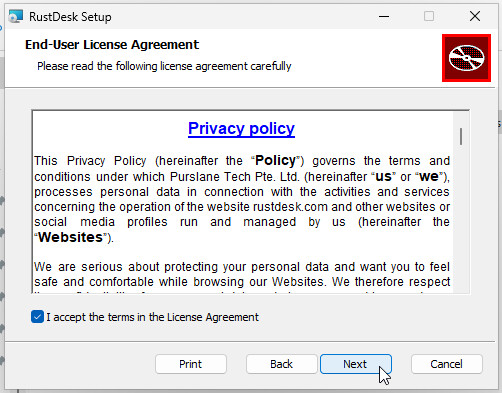 RustDesk Setup
End-User License Agreement
Please read the following license agreement carefully
Privacy policy
This Privacy Policy (hereinafter the “Policy”) governs the terms and
conditions under which Purslane Tech Pte. Ltd. (hereinafter “us” or “we”),
processes personal data in connection with the activities and services
concerning the operation of the website rustdesk.com and other websites or
social media profiles run and managed by us (hereinafter the
“Websites”).
We are serious about protecting your personal data and want you to feel
safe and comfortable while browsing our Websites. We therefore respect
I accept the terms in the License Agreement
Print
Back
Next
Cancel